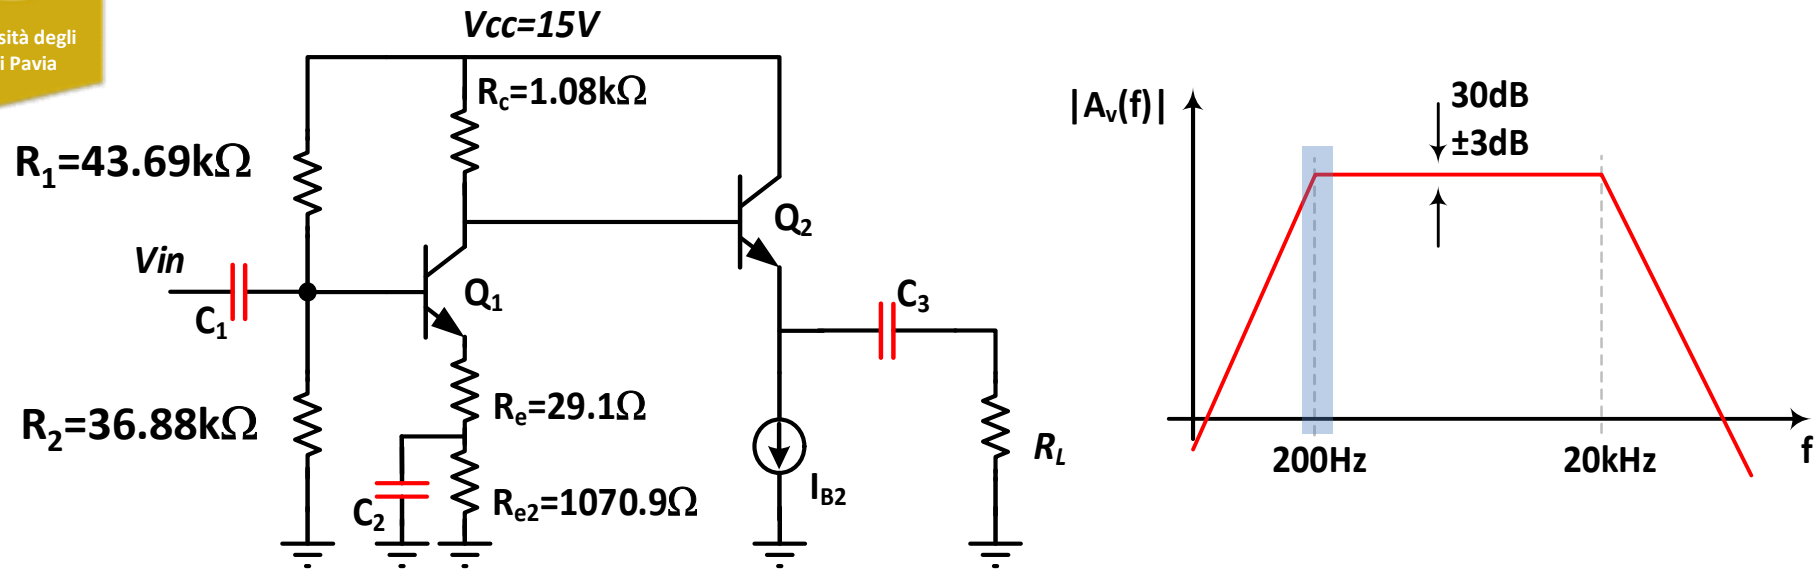 sità degli
i Pavia
Vcc=15V
Rc=1.08kΩ
R1=43.69kΩ
Q2
Vin
C1
Q1
C3
R2=36.88kΩ
Re=29.1Ω
RL
C2
Re2=1070.9Ω
IB2
|Av(f)|
30dB
±3dB
200Hz
20kHz
f